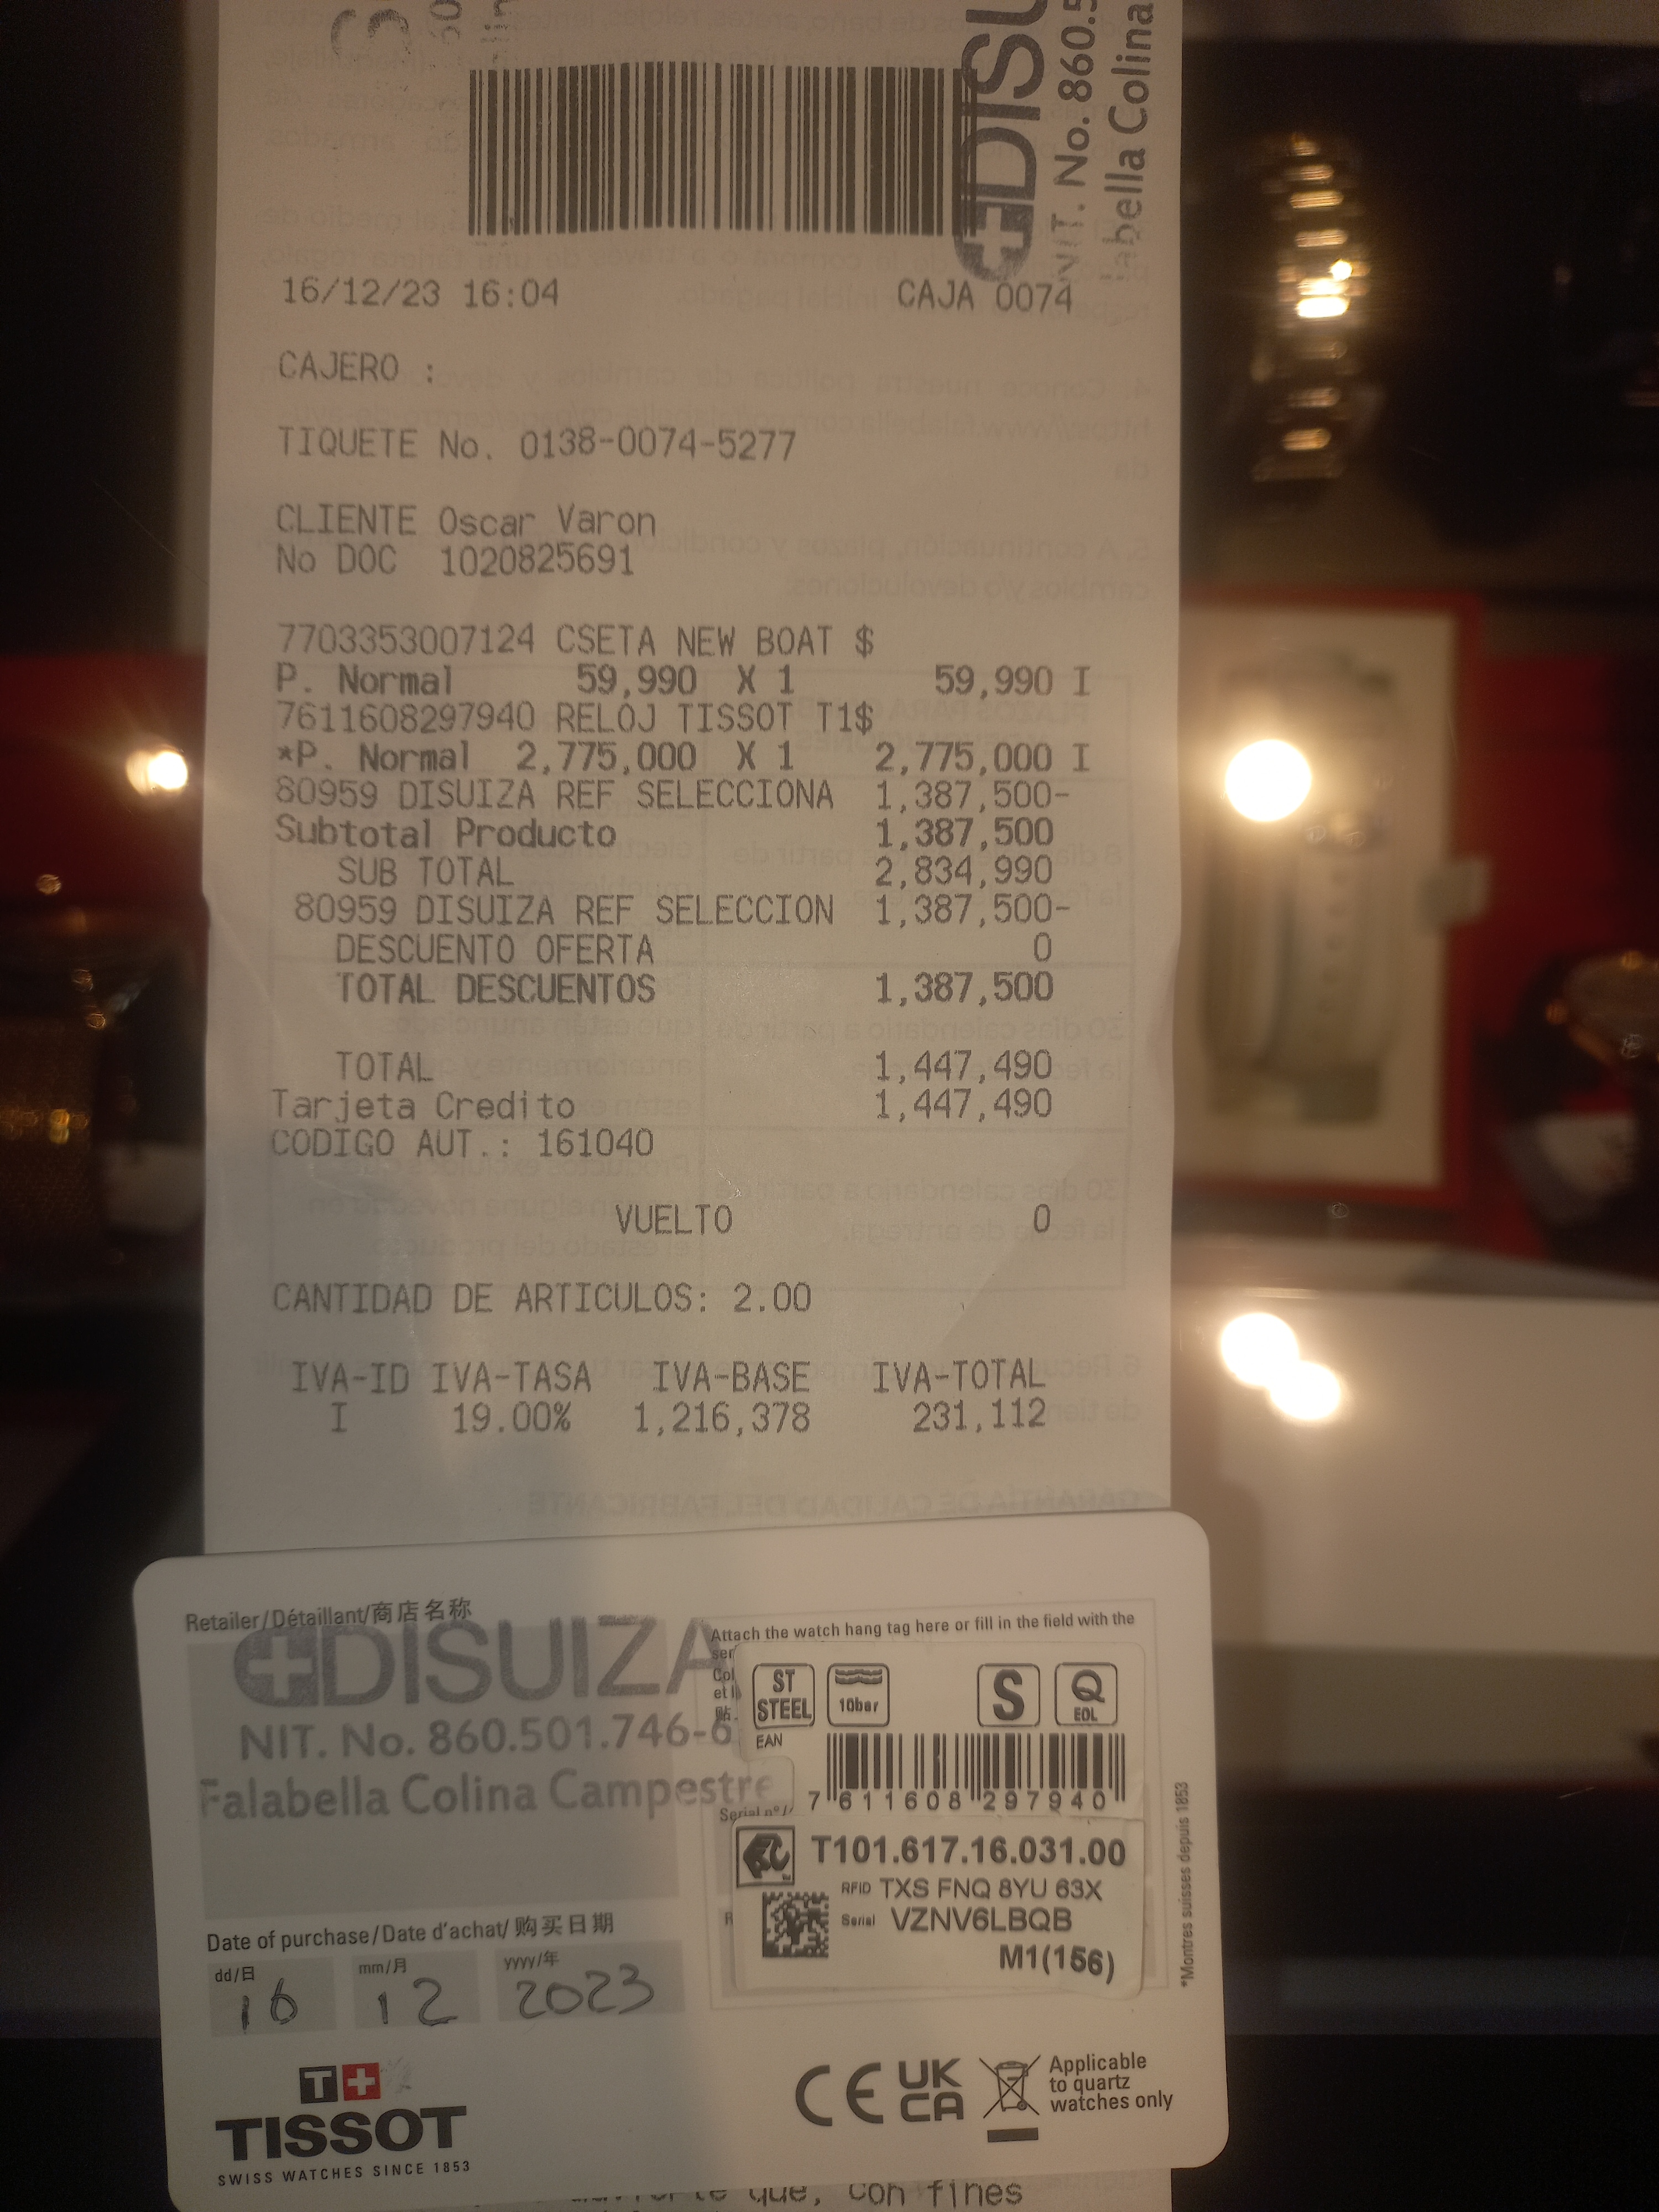 DISU
NIT. No. 860.5
abella Colina
16/12/23 16:04 CAJA 0074
CAJERO :
TIQUETE No. 0138-0074-5277
CLIENTE Oscar Varon
No DOC 1020825691
7703353007124 CSETA NEW BOAT $
P. Normal 59,990 X 1 59,990 I
7611608297940 RELOJ TISSOT T1$
*P. Normal 2,775,000 X 1 2,775,000 I
80959 DISUIZA REF SELECCIONA 1,387,500-
Subtotal Producto 1,387,500
SUB TOTAL 2,834,990
80959 DISUIZA REF SELECCION 1,387,500-
DESCUENTO OFERTA 0
TOTAL DESCUENTOS 1,387,500
TOTAL 1,447,490
Tarjeta Credito 1,447,490
CODIGO AUT.: 161040
VUELTO 0
CANTIDAD DE ARTICULOS: 2.00
IVA-ID IVA-TASA IVA-BASE IVA-TOTAL
I 19.00% 1,216,378 231,112
Retailer/Détaillant/商店名称
DISUIZA
NIT. No. 860.501.746-6
Falabella Colina Campestre
Attach the watch hang tag here or fill in the field with the
ser
Col
et l
贴
ST STEEL
10bar
S
Q EOL
EAN
7 611608 297940
Serial nº/
T101.617.16.031.00
RFID TXS FNQ 8YU 63X
Serial VZNV6LBQB
M1(156)
*Montres suisses depuis 1853
Date of purchase/Date d'achat/购买日期
dd/日 mm/月 yyyy/年
16 12 2023
T+
TISSOT
SWISS WATCHES SINCE 1853
CE UK CA
Applicable
to quartz
watches only
que, con fines